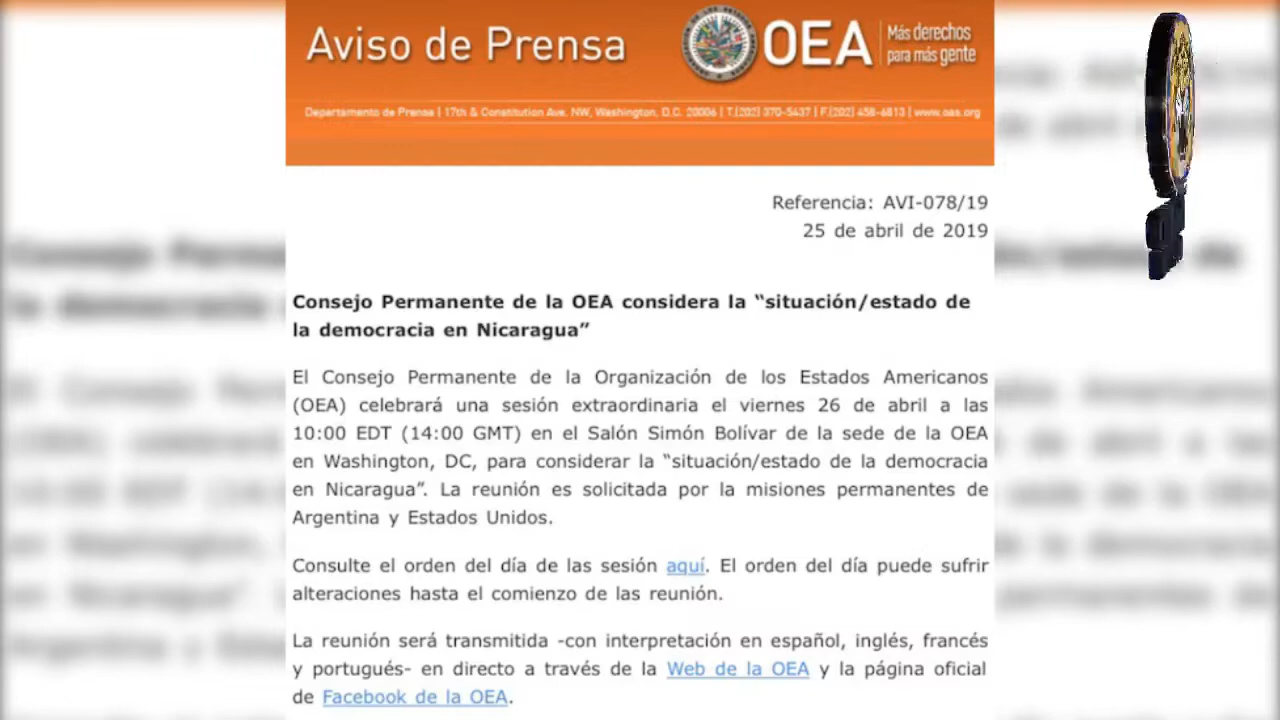 Aviso de Prensa
OEA
Más derechos
para más gente
Departamento de Prensa | 17th & Constitution Ave. NW, Washington, D.C. 20006 | T.(202) 370-5437 | F.(202) 458-6813 | www.oas.org
Referencia: AVI-078/19
25 de abril de 2019
Consejo Permanente de la OEA considera la “situación/estado de
la democracia en Nicaragua”
El Consejo Permanente de la Organización de los Estados Americanos
(OEA) celebrará una sesión extraordinaria el viernes 26 de abril a las
10:00 EDT (14:00 GMT) en el Salón Simón Bolívar de la sede de la OEA
en Washington, DC, para considerar la “situación/estado de la democracia
en Nicaragua”. La reunión es solicitada por la misiones permanentes de
Argentina y Estados Unidos.
Consulte el orden del día de las sesión aquí. El orden del día puede sufrir
alteraciones hasta el comienzo de las reunión.
La reunión será transmitida -con interpretación en español, inglés, francés
y portugués- en directo a través de la Web de la OEA y la página oficial
de Facebook de la OEA.